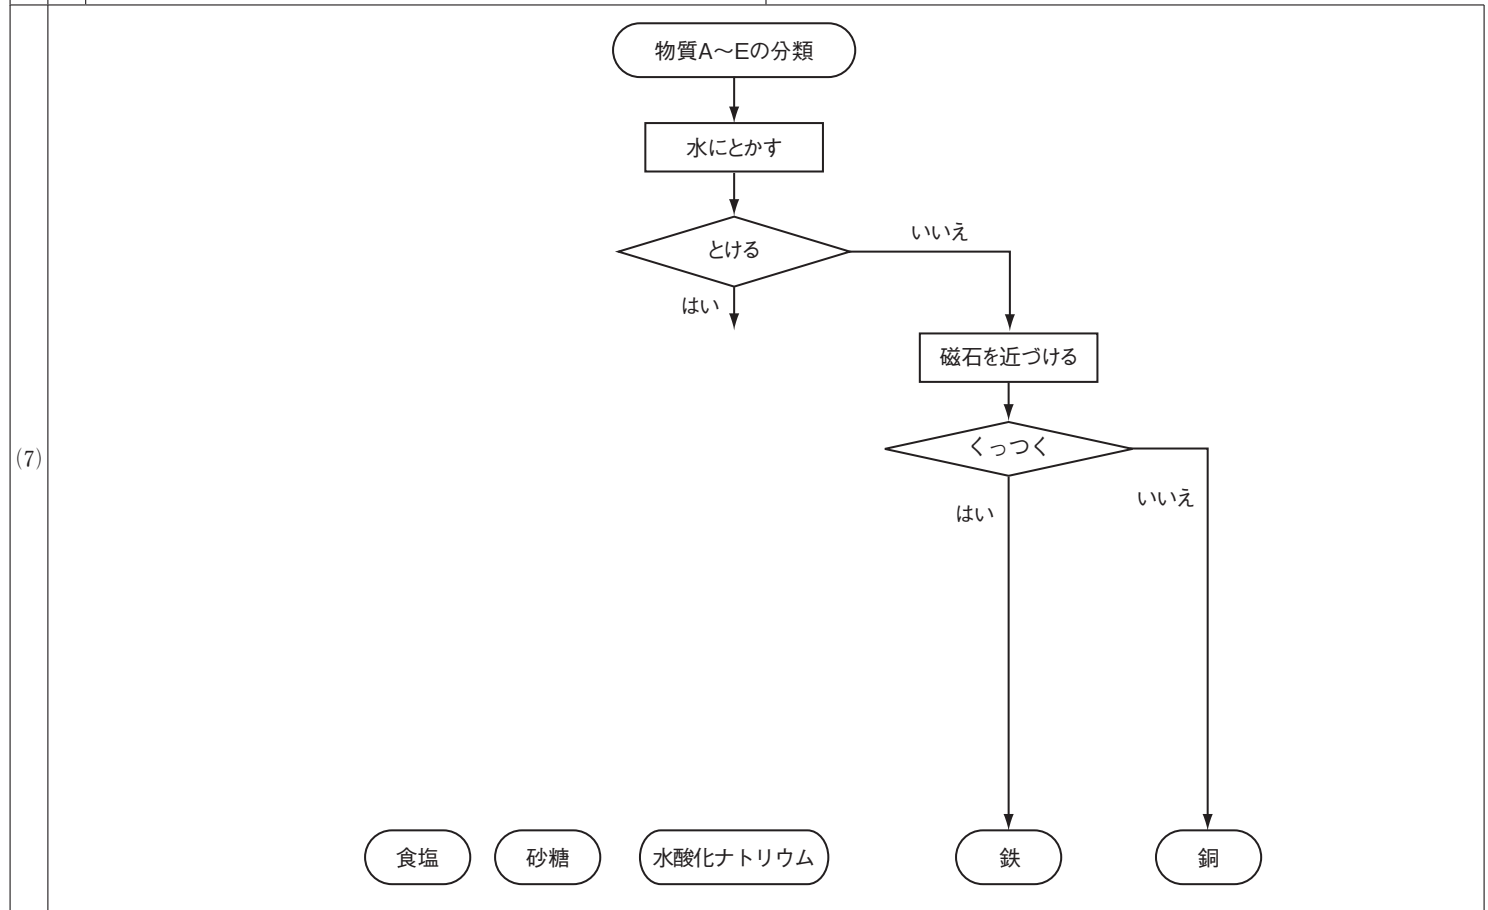 物質A〜Eの分類
水にとかす
とける
いいえ
はい
磁石を近づける
くっつく
(7)
いいえ
はい
食塩
砂糖
水酸化ナトリウム
鉄
銅